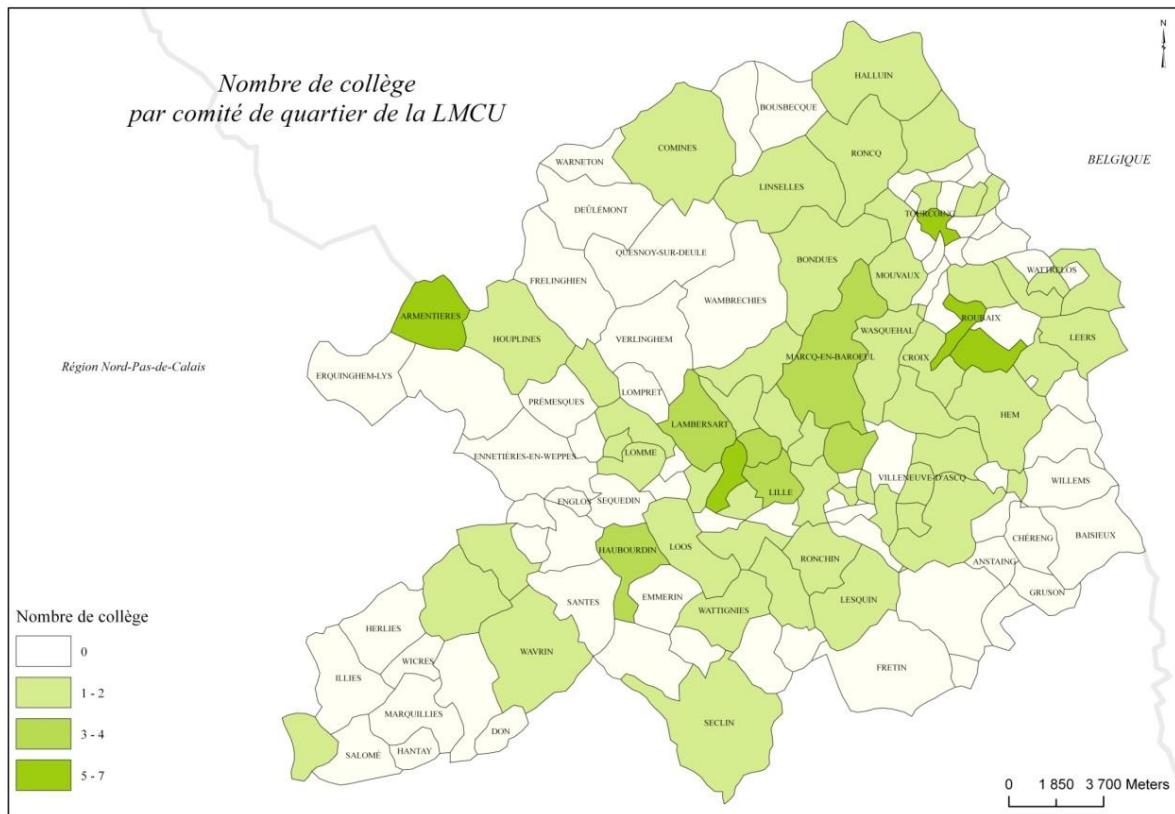 Nombre de collège
par comité de quartier de la LMCU
N
HALLUIN
BOUSBECQUE
COMINES
RONCQ
BELGIQUE
WARNETON
LINSELLES
DEÛLÉMONT
TOURCOING
QUESNOY-SUR-DEULE
BONDUES
FRELINGHIEN
MOUVAUX
WATTRELOS
WAMBRECHIES
ARMENTIERES
ROUBAIX
HOUPLINES
VERLINGHEM
WASQUEHAL
LEERS
MARCQ-EN-BAROEUL
CROIX
Région Nord-Pas-de-Calais
ERQUINGHEM-LYS
LOMPRET
PRÉMESQUES
HEM
LAMBERSART
LOMME
ENNETIÈRES-EN-WEPPES
VILLENEUVE-D'ASCQ
WILLEMS
LILLE
ENGLOS
SEQUEDIN
CHÉRENG
BAISIEUX
HAUBOURDIN
LOOS
RONCHIN
ANSTAING
GRUSON
SANTES
EMMERIN
LESQUIN
WATTIGNIES
Nombre de collège
HERLIES
WAVRIN
0
WICRES
FRETIN
ILLIES
1 - 2
MARQUILLIES
SECLIN
DON
3 - 4
SALOMÉ
HANTAY
5 - 7
0 1 850 3 700 Meters